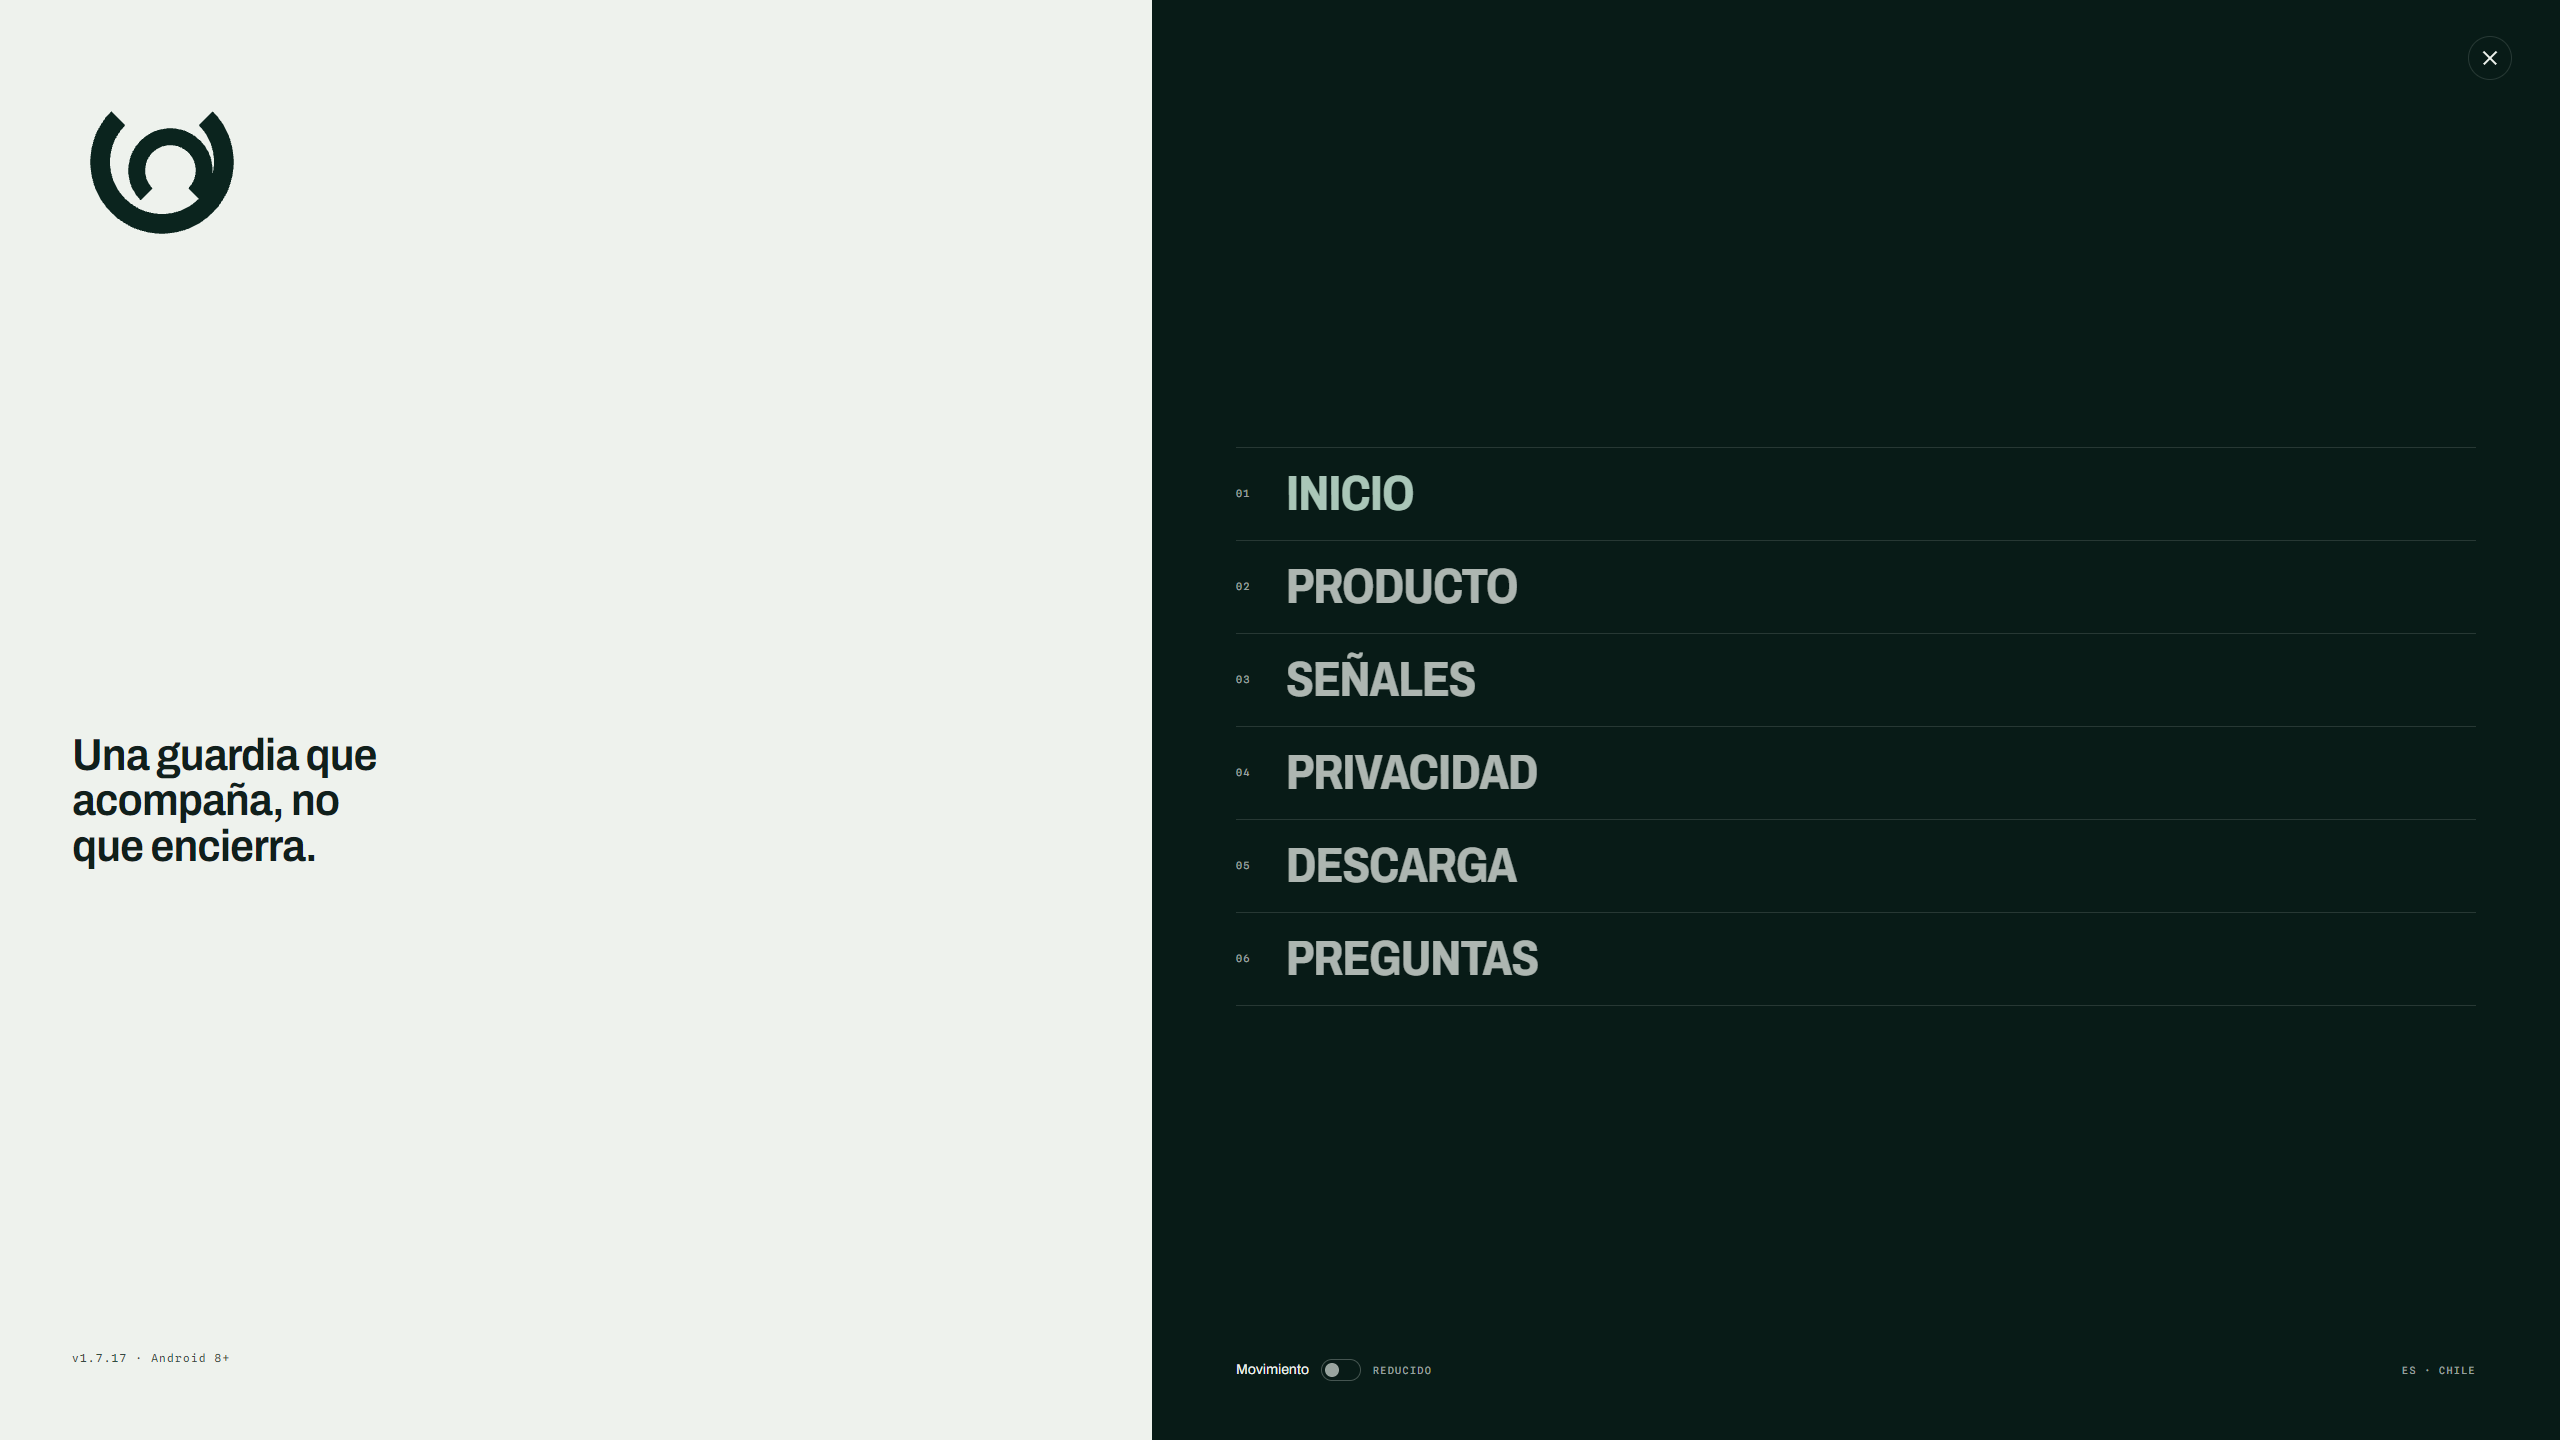 Una guardia que
acompaña, no
que encierra.
v1.7.17 · Android 8+
01 INICIO
02 PRODUCTO
03 SEÑALES
04 PRIVACIDAD
05 DESCARGA
06 PREGUNTAS
Movimiento REDUCIDO
ES · CHILE